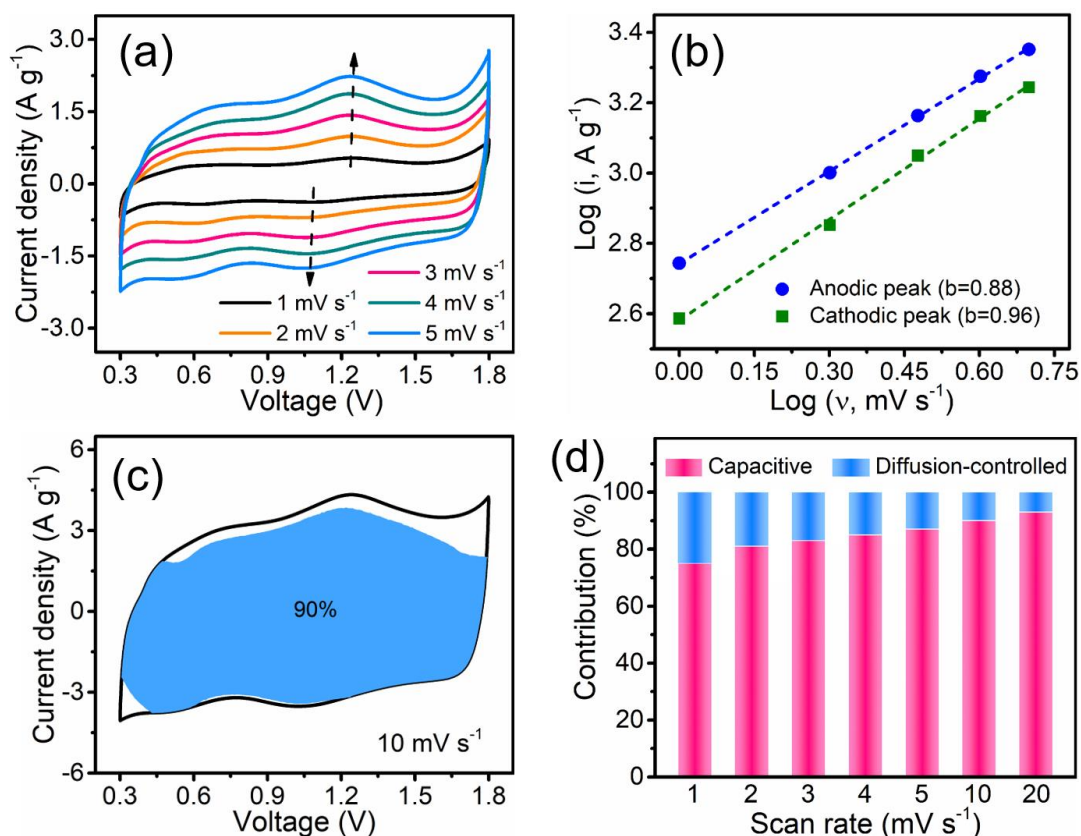 (a)
Current density (A g⁻¹)
3.0
1.5
0.0
-1.5
-3.0
3 mV s⁻¹
1 mV s⁻¹
4 mV s⁻¹
2 mV s⁻¹
5 mV s⁻¹
0.3 0.6 0.9 1.2 1.5 1.8
Voltage (V)
(b)
Log (i, A g⁻¹)
3.4
3.2
3.0
2.8
2.6
Anodic peak (b=0.88)
Cathodic peak (b=0.96)
0.00 0.15 0.30 0.45 0.60 0.75
Log (ν, mV s⁻¹)
(c)
Current density (A g⁻¹)
6
3
0
-3
-6
90%
10 mV s⁻¹
0.3 0.6 0.9 1.2 1.5 1.8
Voltage (V)
(d)
Capacitive Diffusion-controlled
Contribution (%)
100
80
60
40
20
0
1 2 3 4 5 10 20
Scan rate (mV s⁻¹)